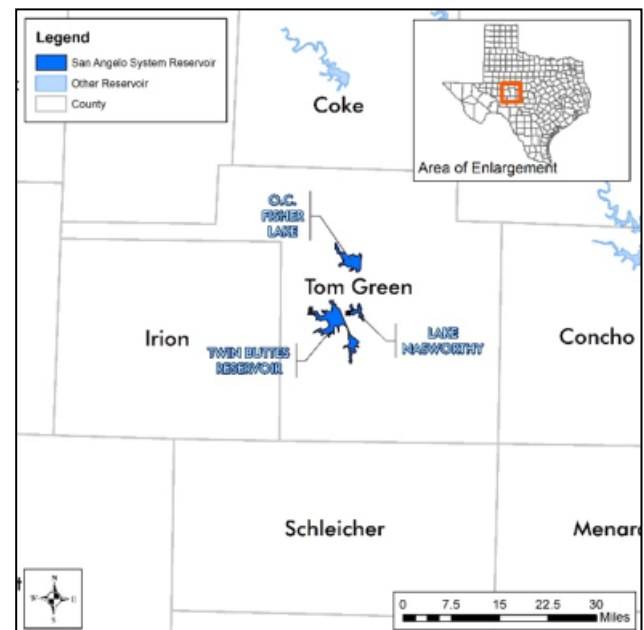 Legend
San Angelo System Reservoir
Other Reservoir
County
Coke
Area of Enlargement
O.C.
FISHER
LAKE
Tom Green
Irion
TWIN BUTTES
RESERVOIR
LAKE
NASWORTHY
Concho
Schleicher
Menar
N
W
E
S
0 7.5 15 22.5 30
Miles